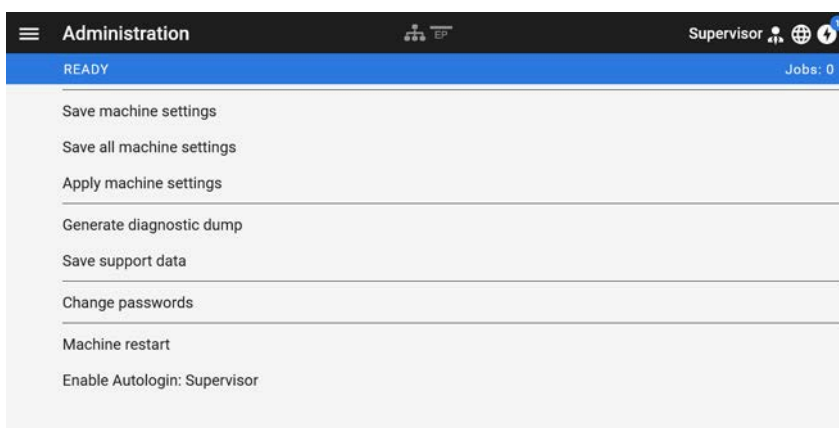 Administration EP Supervisor
READY Jobs: 0
Save machine settings
Save all machine settings
Apply machine settings
Generate diagnostic dump
Save support data
Change passwords
Machine restart
Enable Autologin: Supervisor